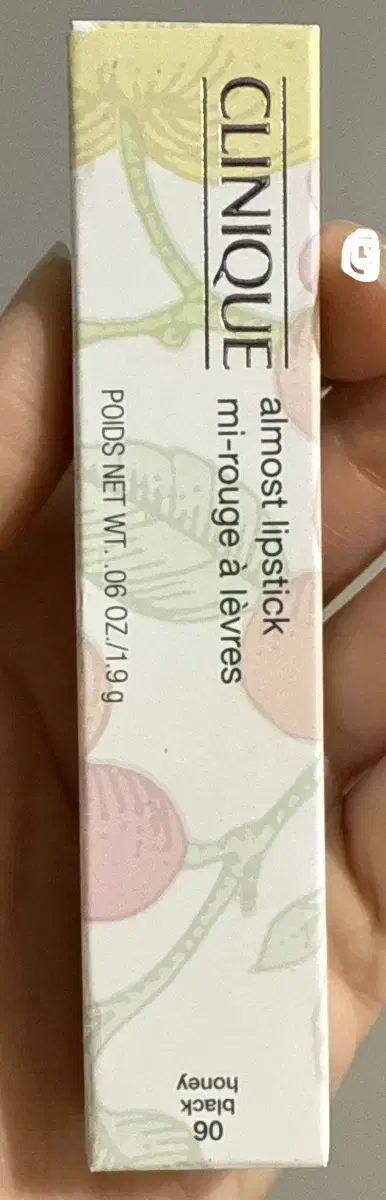 CLINIQUE
almost lipstick
mi-rouge à lèvres
POIDS NET WT. .06 OZ./1.9 g
06
black
honey